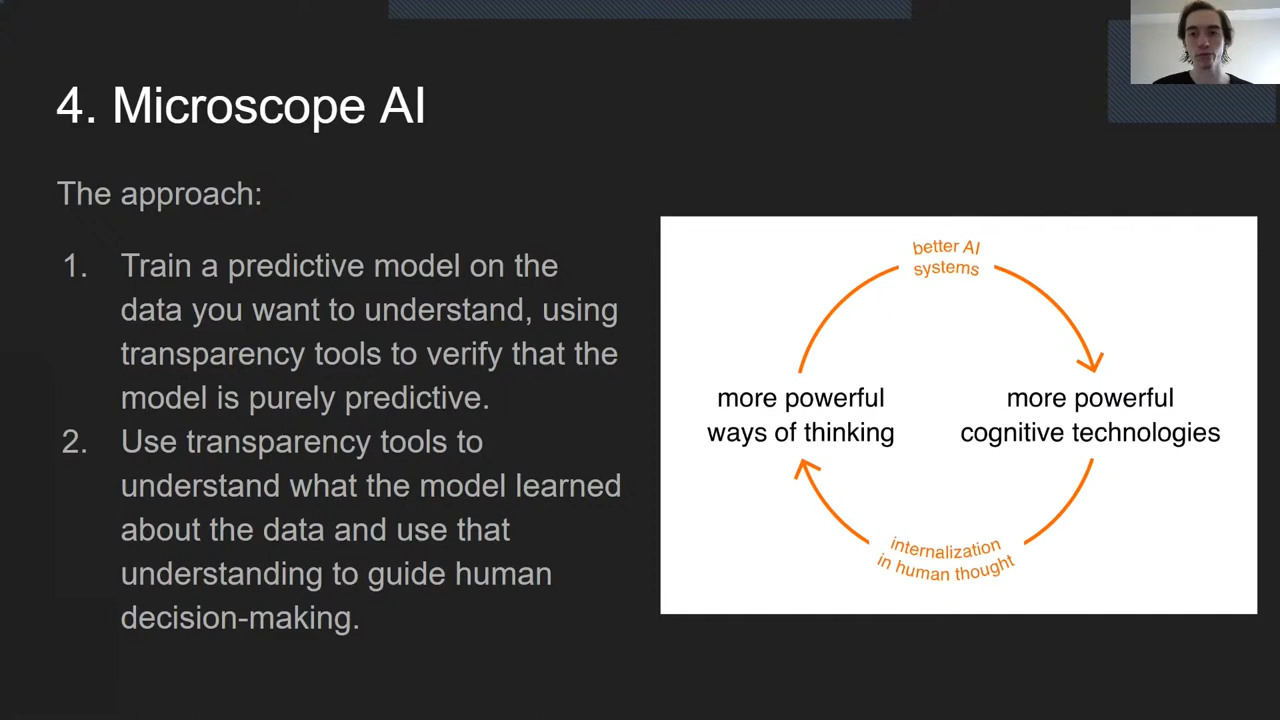 4. Microscope AI
The approach:
1. Train a predictive model on the
data you want to understand, using
transparency tools to verify that the
model is purely predictive.
2. Use transparency tools to
understand what the model learned
about the data and use that
understanding to guide human
decision-making.
better AI
systems
more powerful
ways of thinking
more powerful
cognitive technologies
internalization
in human thought